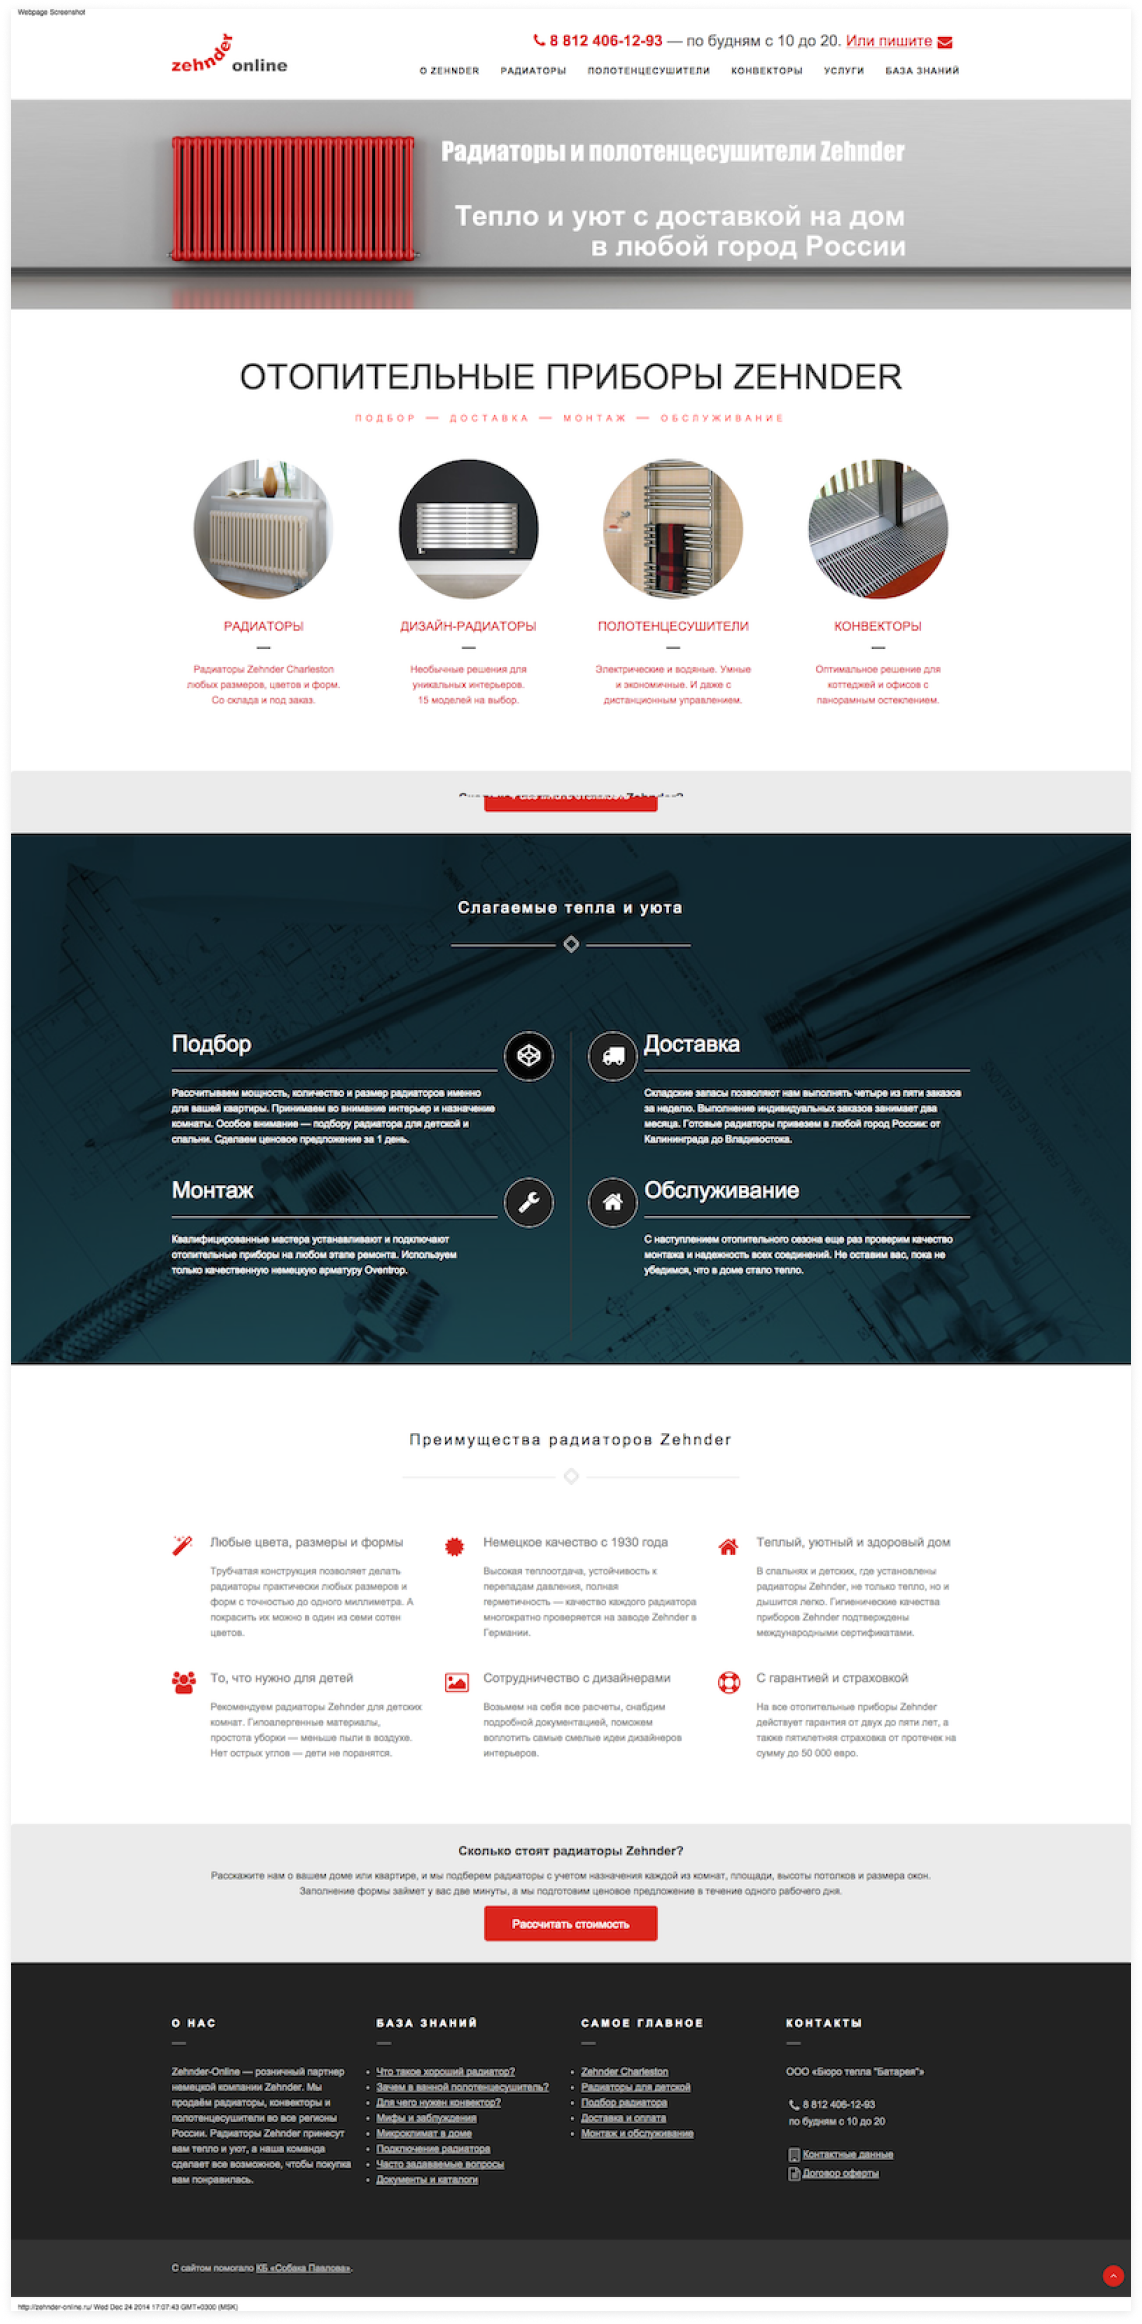 Webpage Screenshot
zehnder online
8 812 406-12-93 — по будням с 10 до 20. Или пишите
О ZEHNDER РАДИАТОРЫ ПОЛОТЕНЦЕСУШИТЕЛИ КОНВЕКТОРЫ УСЛУГИ БАЗА ЗНАНИЙ
Радиаторы и полотенцесушители Zehnder
Тепло и уют с доставкой на дом
в любой город России
ОТОПИТЕЛЬНЫЕ ПРИБОРЫ ZEHNDER
ПОДБОР — ДОСТАВКА — МОНТАЖ — ОБСЛУЖИВАНИЕ
РАДИАТОРЫ
Радиаторы Zehnder Charleston
любых размеров, цветов и форм.
Со склада и под заказ.
ДИЗАЙН-РАДИАТОРЫ
Необычные решения для
уникальных интерьеров.
15 моделей на выбор.
ПОЛОТЕНЦЕСУШИТЕЛИ
Электрические и водяные. Умные
и экономичные. И даже с
дистанционным управлением.
КОНВЕКТОРЫ
Оптимальное решение для
коттеджей и офисов с
панорамным остеклением.
Слагаемые тепла и уюта
Подбор
Рассчитываем мощность, количество и размер радиаторов именно
для вашей квартиры. Принимаем во внимание интерьер и назначение
комнаты. Особое внимание — подбору радиатора для детской и
спальни. Сделаем ценовое предложение за 1 день.
Доставка
Складские запасы позволяют нам выполнять четыре из пяти заказов
за неделю. Выполнение индивидуальных заказов занимает два
месяца. Готовые радиаторы привезем в любой город России: от
Калининграда до Владивостока.
Монтаж
Квалифицированные мастера устанавливают и подключают
отопительные приборы на любом этапе ремонта. Используем
только качественную немецкую арматуру Oventrop.
Обслуживание
С наступлением отопительного сезона еще раз проверим качество
монтажа и надежность всех соединений. Не оставим вас, пока не
убедимся, что в доме стало тепло.
Преимущества радиаторов Zehnder
Любые цвета, размеры и формы
Трубчатая конструкция позволяет делать
радиаторы практически любых размеров и
форм с точностью до одного миллиметра. А
покрасить их можно в один из семи сотен
цветов.
Немецкое качество с 1930 года
Высокая теплоотдача, устойчивость к
перепадам давления, полная
герметичность — качество каждого радиатора
многократно проверяется на заводе Zehnder в
Германии.
Теплый, уютный и здоровый дом
В спальнях и детских, где установлены
радиаторы Zehnder, не только тепло, но и
дышится легко. Гигиенические качества
приборов Zehnder подтверждены
международными сертификатами.
То, что нужно для детей
Рекомендуем радиаторы Zehnder для детских
комнат. Гипоалергенные материалы,
простота уборки — меньше пыли в воздухе.
Нет острых углов — дети не поранятся.
Сотрудничество с дизайнерами
Возьмем на себя все расчеты, снабдим
подробной документацией, поможем
воплотить самые смелые идеи дизайнеров
интерьеров.
С гарантией и страховкой
На все отопительные приборы Zehnder
действует гарантия от двух до пяти лет, а
также пятилетняя страховка от протечек на
сумму до 50 000 евро.
Сколько стоят радиаторы Zehnder?
Расскажите нам о вашем доме или квартире, и мы подберем радиаторы с учетом назначения каждой из комнат, площади, высоты потолков и размера окон.
Заполнение формы займет у вас две минуты, а мы подготовим ценовое предложение в течение одного рабочего дня.
Рассчитать стоимость
О НАС
Zehnder-Online — розничный партнер
немецкой компании Zehnder. Мы
продаём радиаторы, конвекторы и
полотенцесушители во все регионы
России. Радиаторы Zehnder принесут
вам тепло и уют, а наша команда
сделает все возможное, чтобы покупка
вам понравилась.
БАЗА ЗНАНИЙ
• Что такое хороший радиатор?
• Зачем в ванной полотенцесушитель?
• Для чего нужен конвектор?
• Мифы и заблуждения
• Микроклимат в доме
• Подключение радиатора
• Часто задаваемые вопросы
• Документы и каталоги
САМОЕ ГЛАВНОЕ
• Zehnder Charleston
• Радиаторы для детской
• Подбор радиатора
• Доставка и оплата
• Монтаж и обслуживание
КОНТАКТЫ
ООО «Бюро тепла "Батарея"»
8 812 406-12-93
по будням с 10 до 20
Контактные данные
Договор оферты
С сайтом помогало КБ «Собака Павлова».
http://zehnder-online.ru/ Wed Dec 24 2014 17:07:43 GMT+0300 (MSK)